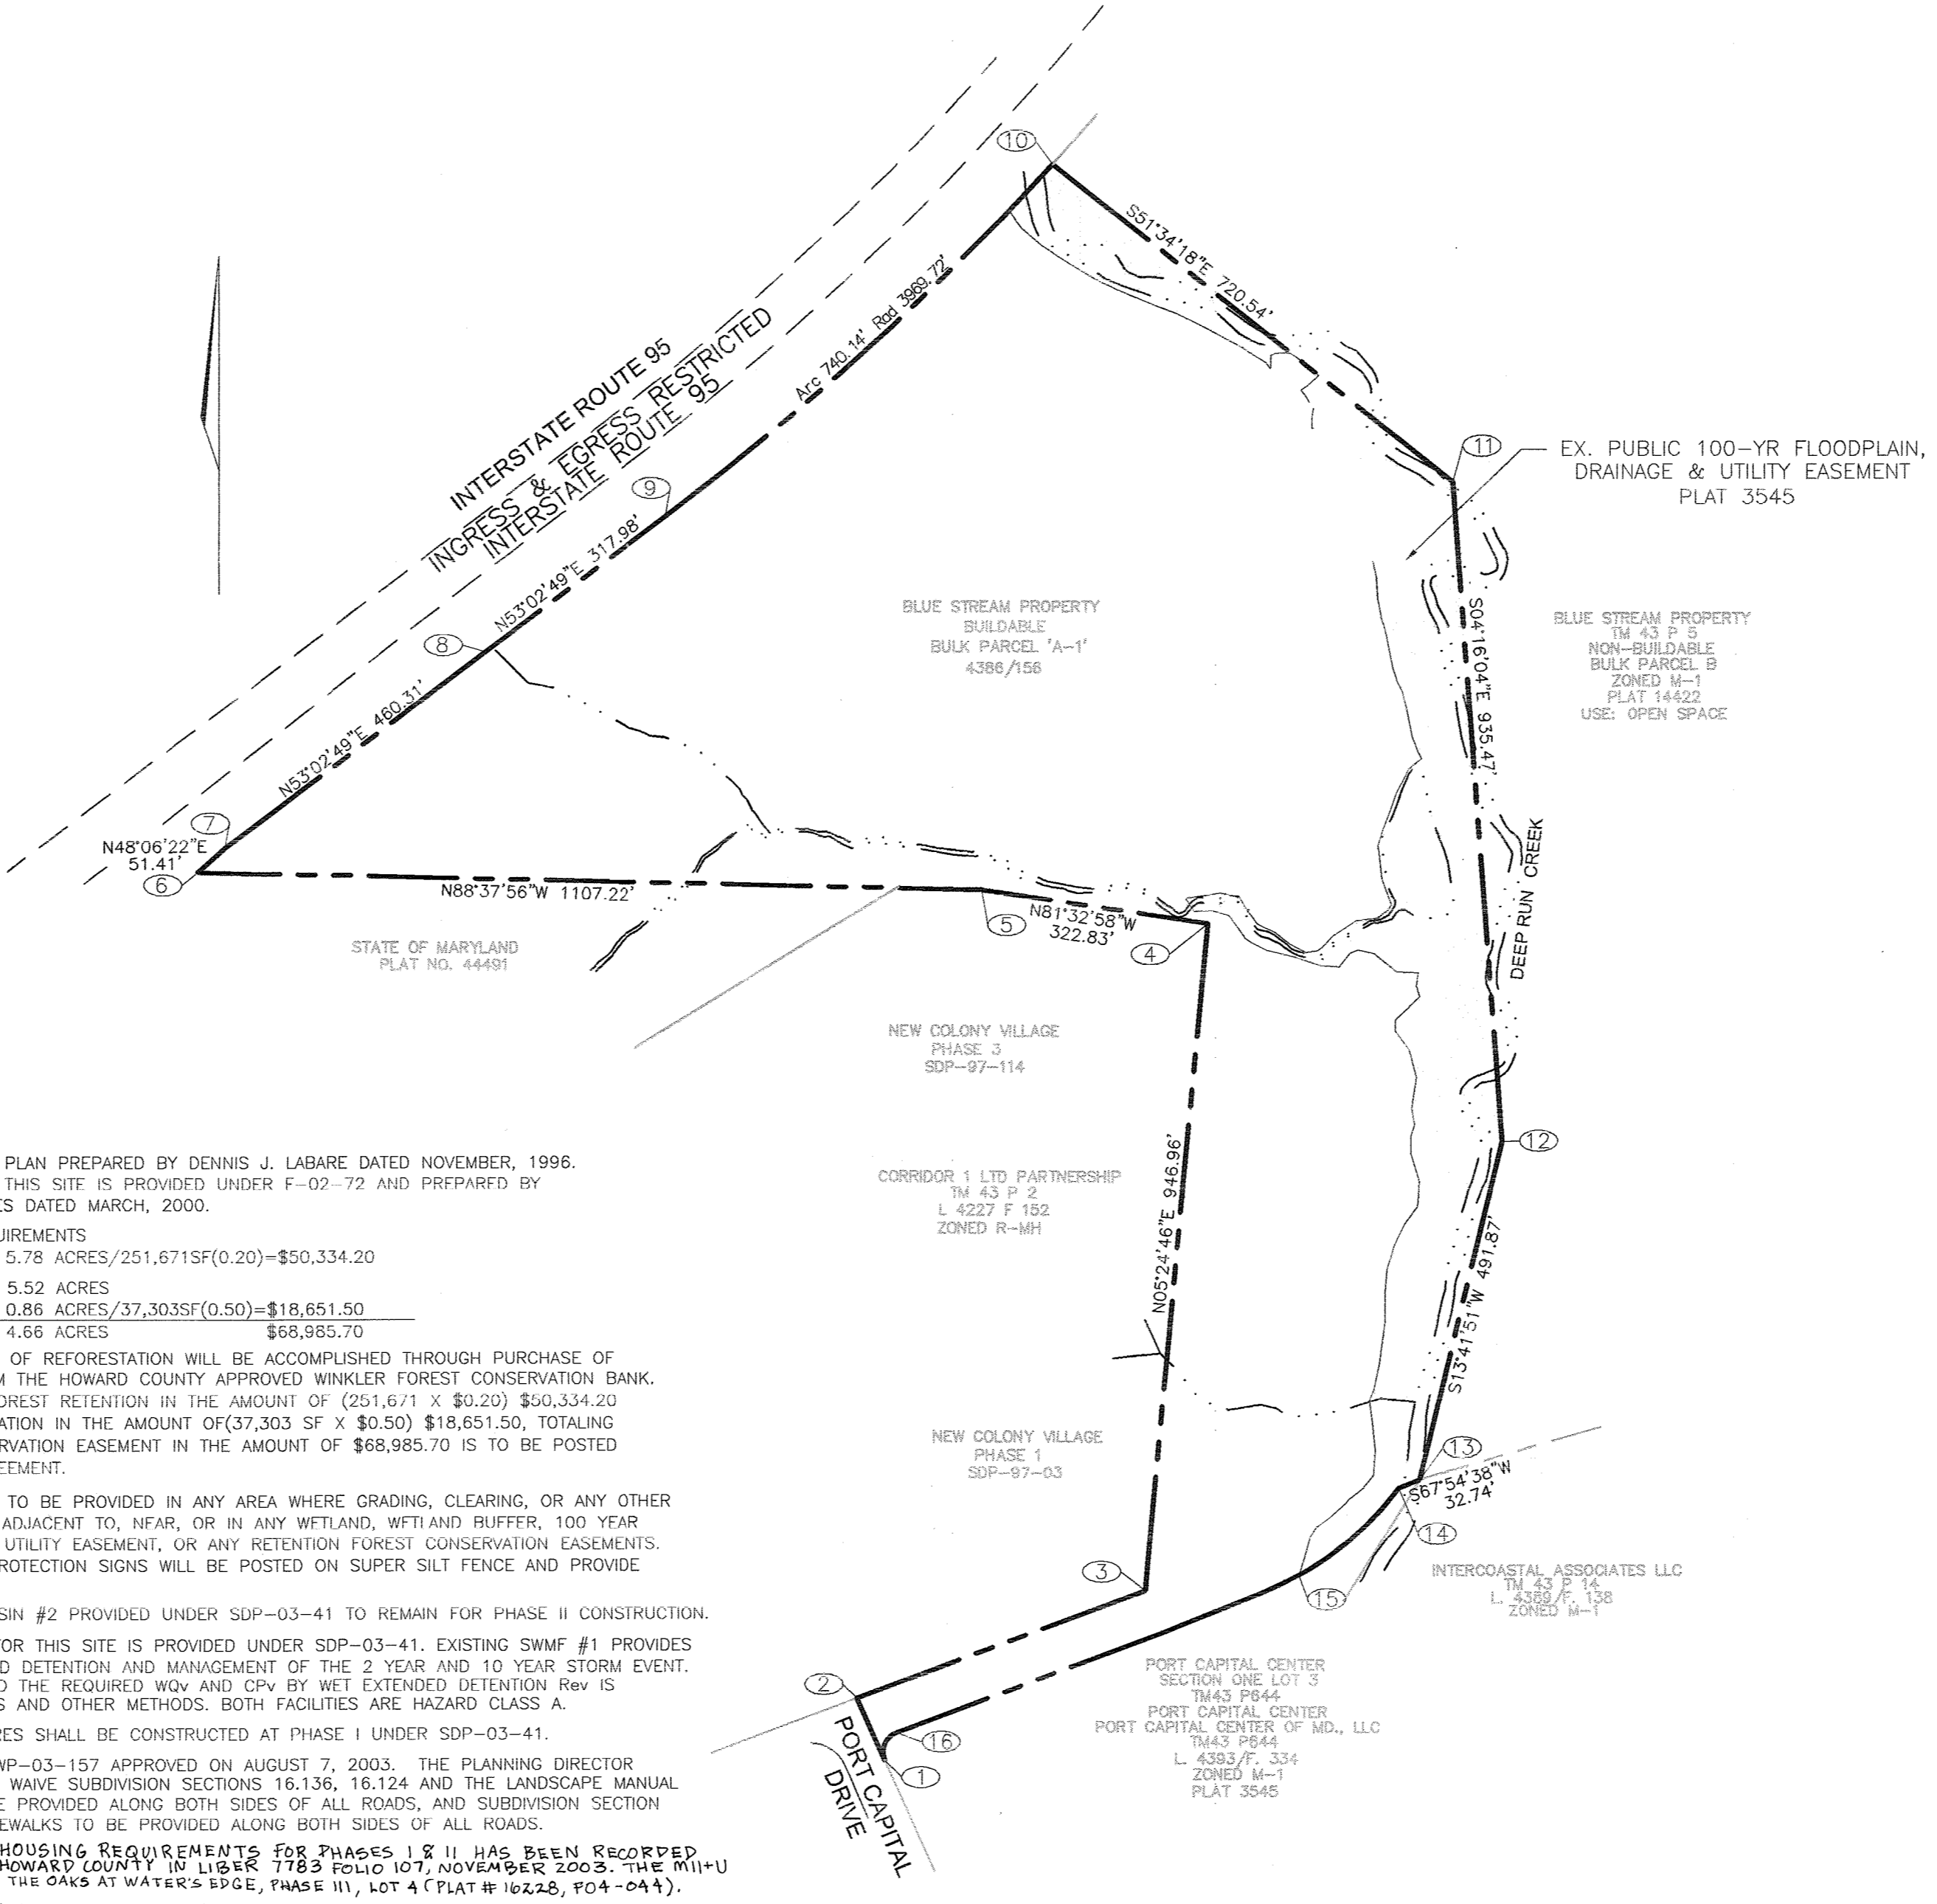 10
S51°34'18"E 720.54'
Arc 740.14' Rad 3969.72'
INTERSTATE ROUTE 95
INGRESS & EGRESS RESTRICTED
INTERSTATE ROUTE 95
9
N53°02'49"E 317.98'
8
N53°02'49"E 460.31'
7
N48°06'22"E
51.41'
6
N88°37'56"W 1107.22'
5
N81°32'58"W
322.83'
4
11
EX. PUBLIC 100-YR FLOODPLAIN,
DRAINAGE & UTILITY EASEMENT
PLAT 3545
BLUE STREAM PROPERTY
BUILDABLE
BULK PARCEL 'A-1'
4386/156
S04°16'04"E 935.47'
BLUE STREAM PROPERTY
TM 43 P 5
NON-BUILDABLE
BULK PARCEL B
ZONED M-1
PLAT 14422
USE: OPEN SPACE
DEEP RUN CREEK
STATE OF MARYLAND
PLAT NO. 44491
NEW COLONY VILLAGE
PHASE 3
SDP-97-114
CORRIDOR 1 LTD PARTNERSHIP
TM 43 P 2
L 4227 F 152
ZONED R-MH
N05°24'46"E 946.96'
12
S13°41'51"W 491.87'
NEW COLONY VILLAGE
PHASE 1
SDP-97-03
13
S67°54'38"W
32.74'
14
3
15
INTERCOASTAL ASSOCIATES LLC
TM 43 P 14
L. 4389/F. 138
ZONED M-1
2
16
1
PORT CAPITAL
DRIVE
PORT CAPITAL CENTER
SECTION ONE LOT 3
TM43 P644
PORT CAPITAL CENTER
PORT CAPITAL CENTER OF MD., LLC
TM43 P644
L. 4393/F. 334
ZONED M-1
PLAT 3545
PLAN PREPARED BY DENNIS J. LABARE DATED NOVEMBER, 1996.
THIS SITE IS PROVIDED UNDER F-02-72 AND PREPARED BY
ES DATED MARCH, 2000.
UIREMENTS
5.78 ACRES/251,671SF(0.20)=$50,334.20
5.52 ACRES
0.86 ACRES/37,303SF(0.50)=$18,651.50
4.66 ACRES $68,985.70
OF REFORESTATION WILL BE ACCOMPLISHED THROUGH PURCHASE OF
M THE HOWARD COUNTY APPROVED WINKLER FOREST CONSERVATION BANK.
OREST RETENTION IN THE AMOUNT OF (251,671 X $0.20) $50,334.20
ATION IN THE AMOUNT OF(37,303 SF X $0.50) $18,651.50, TOTALING
RVATION EASEMENT IN THE AMOUNT OF $68,985.70 IS TO BE POSTED
EEMENT.
TO BE PROVIDED IN ANY AREA WHERE GRADING, CLEARING, OR ANY OTHER
ADJACENT TO, NEAR, OR IN ANY WETLAND, WETLAND BUFFER, 100 YEAR
UTILITY EASEMENT, OR ANY RETENTION FOREST CONSERVATION EASEMENTS.
ROTECTION SIGNS WILL BE POSTED ON SUPER SILT FENCE AND PROVIDE
SIN #2 PROVIDED UNDER SDP-03-41 TO REMAIN FOR PHASE II CONSTRUCTION.
FOR THIS SITE IS PROVIDED UNDER SDP-03-41. EXISTING SWMF #1 PROVIDES
D DETENTION AND MANAGEMENT OF THE 2 YEAR AND 10 YEAR STORM EVENT.
D THE REQUIRED WQv AND CPv BY WET EXTENDED DETENTION Rev IS
S AND OTHER METHODS. BOTH FACILITIES ARE HAZARD CLASS A.
RES SHALL BE CONSTRUCTED AT PHASE I UNDER SDP-03-41.
WP-03-157 APPROVED ON AUGUST 7, 2003. THE PLANNING DIRECTOR
WAIVE SUBDIVISION SECTIONS 16.136, 16.124 AND THE LANDSCAPE MANUAL
E PROVIDED ALONG BOTH SIDES OF ALL ROADS, AND SUBDIVISION SECTION
EWALKS TO BE PROVIDED ALONG BOTH SIDES OF ALL ROADS.
HOUSING REQUIREMENTS FOR PHASES I & II HAS BEEN RECORDED
HOWARD COUNTY IN LIBER 7783 FOLIO 107, NOVEMBER 2003. THE MIHU
THE OAKS AT WATER'S EDGE, PHASE III, LOT 4 (PLAT # 16228, F04-044).